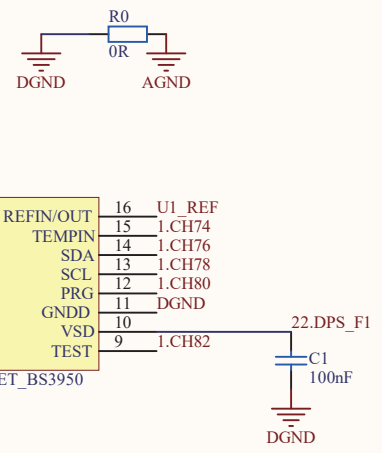 R0
0R
DGND
AGND
REFIN/OUT 16 U1_REF
TEMPIN 15 1.CH74
SDA 14 1.CH76
SCL 13 1.CH78
PRG 12 1.CH80
GNDD 11 DGND
VSD 10 22.DPS_F1
TEST 9 1.CH82
ET_BS3950
C1
100nF
DGND